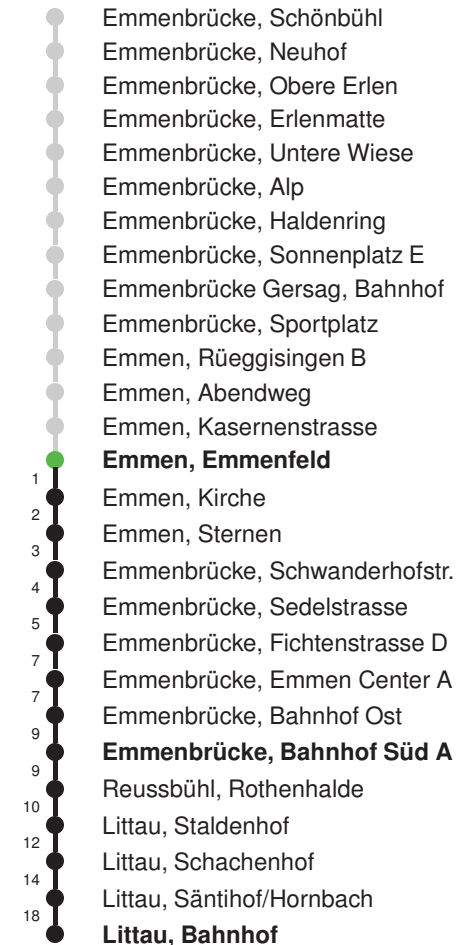 Emmenbrücke, Schönbühl
Emmenbrücke, Neuhof
Emmenbrücke, Obere Erlen
Emmenbrücke, Erlenmatte
Emmenbrücke, Untere Wiese
Emmenbrücke, Alp
Emmenbrücke, Haldenring
Emmenbrücke, Sonnenplatz E
Emmenbrücke Gersag, Bahnhof
Emmenbrücke, Sportplatz
Emmen, Rüeggisingen B
Emmen, Abendweg
Emmen, Kasernenstrasse
Emmen, Emmenfeld
1
Emmen, Kirche
2
Emmen, Sternen
3
Emmenbrücke, Schwanderhofstr.
4
Emmenbrücke, Sedelstrasse
5
Emmenbrücke, Fichtenstrasse D
7
Emmenbrücke, Emmen Center A
7
Emmenbrücke, Bahnhof Ost
9
Emmenbrücke, Bahnhof Süd A
9
Reussbühl, Rothenhalde
10
Littau, Staldenhof
12
Littau, Schachenhof
14
Littau, Säntihof/Hornbach
18
Littau, Bahnhof